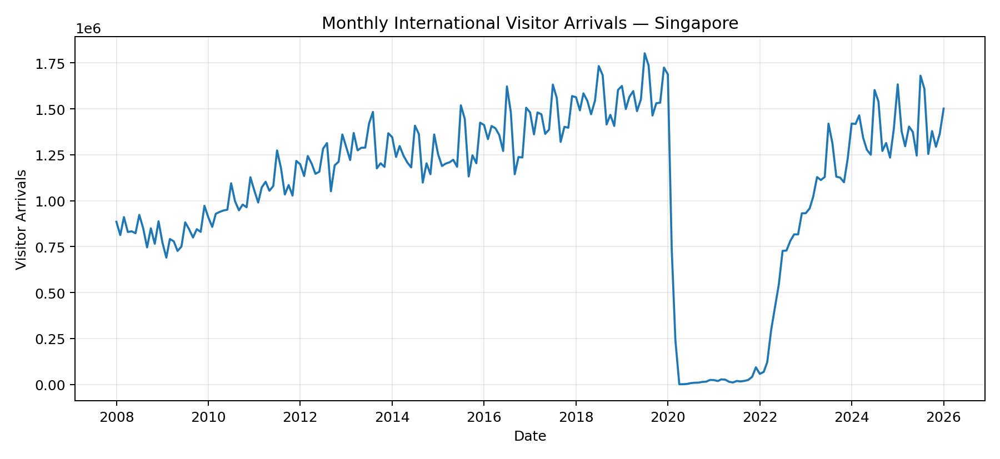 Monthly International Visitor Arrivals — Singapore
1e6
1.75
1.50
1.25
1.00
0.75
0.50
0.25
0.00
Visitor Arrivals
2008 2010 2012 2014 2016 2018 2020 2022 2024 2026
Date